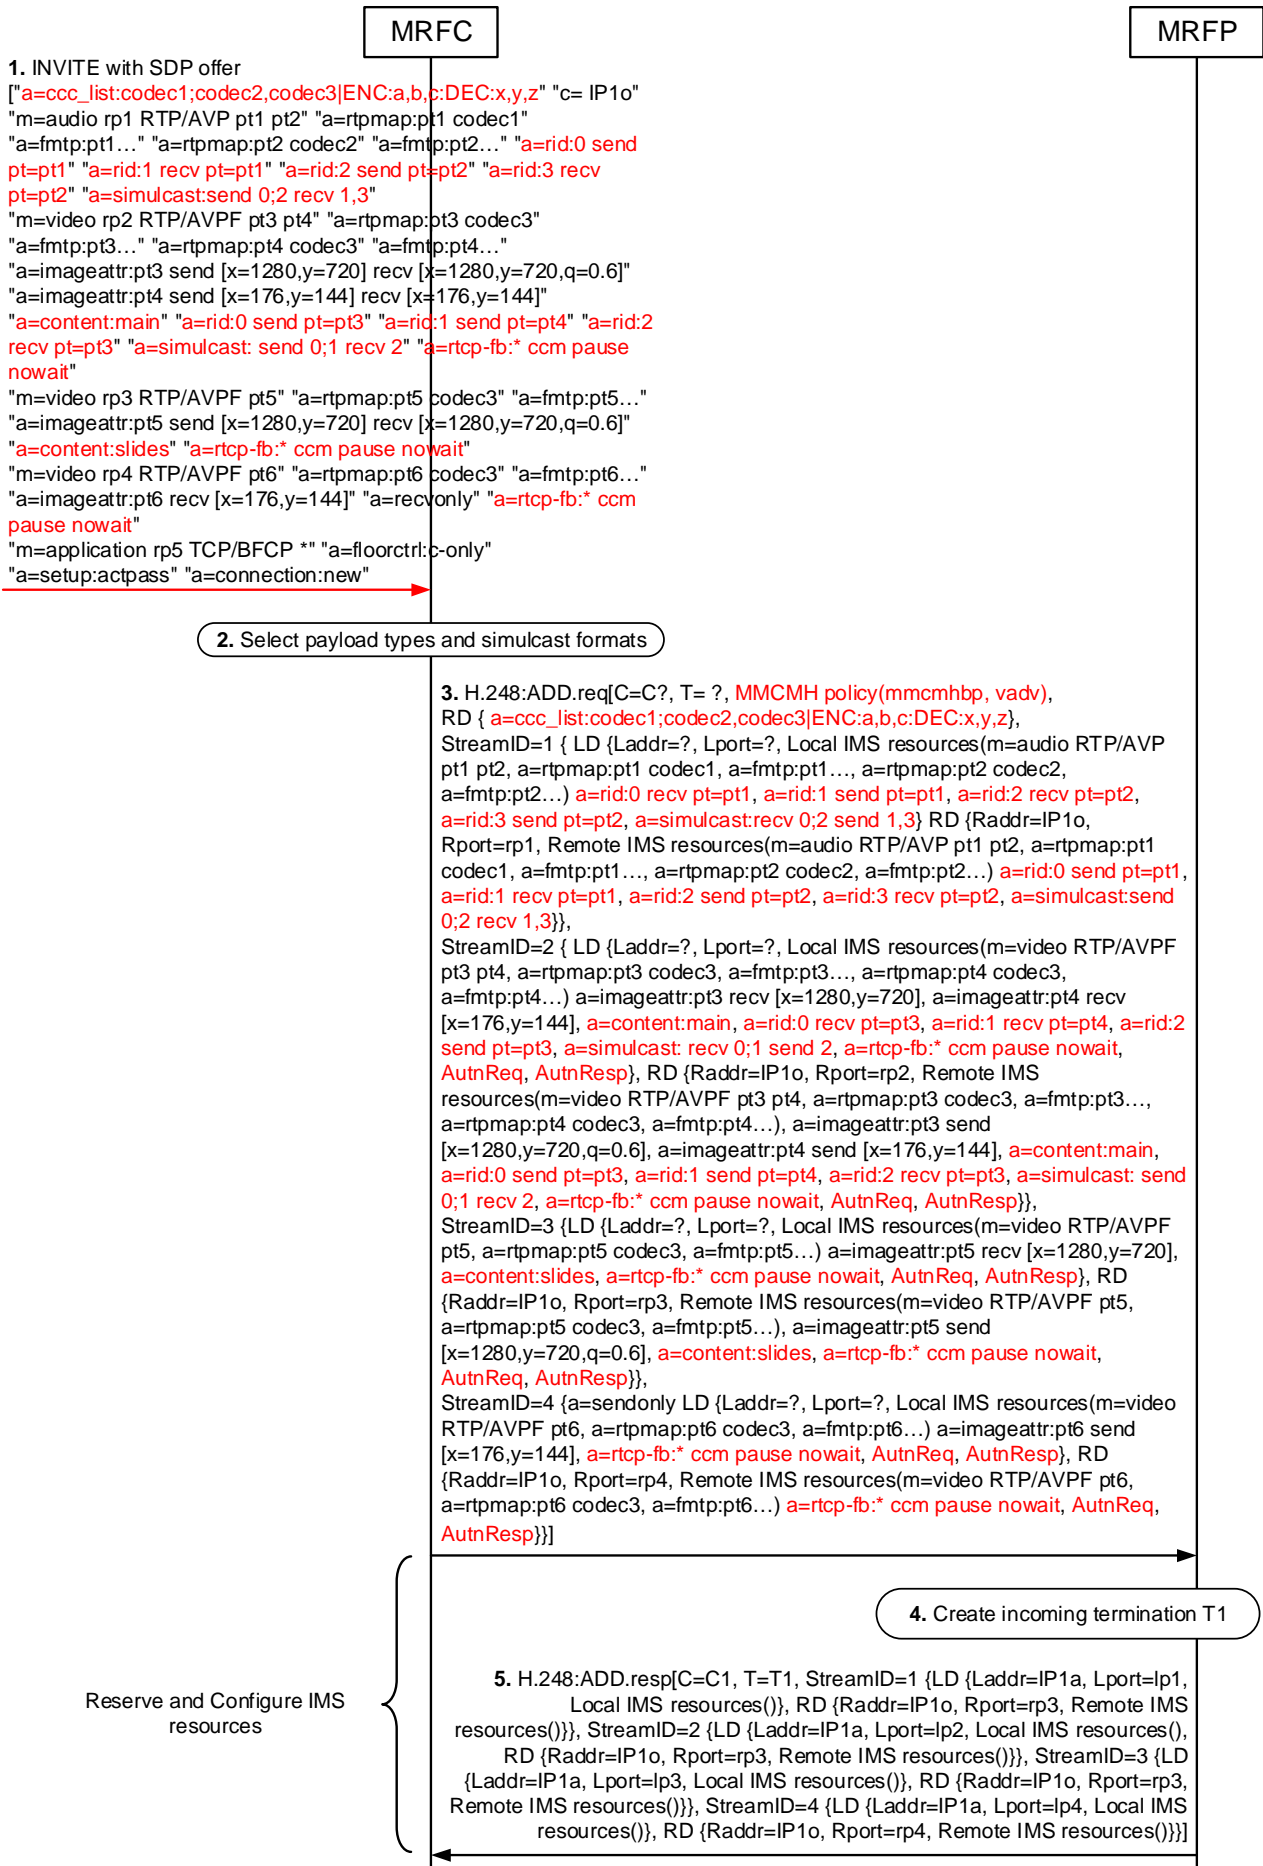 MRFC
MRFP
1. INVITE with SDP offer
["a=ccc_list:codec1;codec2,codec3|ENC:a,b,c:DEC:x,y,z" "c= IP1o"
"m=audio rp1 RTP/AVP pt1 pt2" "a=rtpmap:pt1 codec1"
"a=fmtp:pt1…" "a=rtpmap:pt2 codec2" "a=fmtp:pt2…" "a=rid:0 send
pt=pt1" "a=rid:1 recv pt=pt1" "a=rid:2 send pt=pt2" "a=rid:3 recv
pt=pt2" "a=simulcast:send 0;2 recv 1,3"
"m=video rp2 RTP/AVPF pt3 pt4" "a=rtpmap:pt3 codec3"
"a=fmtp:pt3…" "a=rtpmap:pt4 codec3" "a=fmtp:pt4…"
"a=imageattr:pt3 send [x=1280,y=720] recv [x=1280,y=720,q=0.6]"
"a=imageattr:pt4 send [x=176,y=144] recv [x=176,y=144]"
"a=content:main" "a=rid:0 send pt=pt3" "a=rid:1 send pt=pt4" "a=rid:2
recv pt=pt3" "a=simulcast: send 0;1 recv 2" "a=rtcp-fb:* ccm pause
nowait"
"m=video rp3 RTP/AVPF pt5" "a=rtpmap:pt5 codec3" "a=fmtp:pt5…"
"a=imageattr:pt5 send [x=1280,y=720] recv [x=1280,y=720,q=0.6]"
"a=content:slides" "a=rtcp-fb:* ccm pause nowait"
"m=video rp4 RTP/AVPF pt6" "a=rtpmap:pt6 codec3" "a=fmtp:pt6…"
"a=imageattr:pt6 recv [x=176,y=144]" "a=recvonly" "a=rtcp-fb:* ccm
pause nowait"
"m=application rp5 TCP/BFCP *" "a=floorctrl:c-only"
"a=setup:actpass" "a=connection:new"
2. Select payload types and simulcast formats
3. H.248:ADD.req[C=C?, T= ?, MMCMH policy(mmcmhbp, vadv),
RD { a=ccc_list:codec1;codec2,codec3|ENC:a,b,c:DEC:x,y,z},
StreamID=1 { LD {Laddr=?, Lport=?, Local IMS resources(m=audio RTP/AVP
pt1 pt2, a=rtpmap:pt1 codec1, a=fmtp:pt1…, a=rtpmap:pt2 codec2,
a=fmtp:pt2…) a=rid:0 recv pt=pt1, a=rid:1 send pt=pt1, a=rid:2 recv pt=pt2,
a=rid:3 send pt=pt2, a=simulcast:recv 0;2 send 1,3} RD {Raddr=IP1o,
Rport=rp1, Remote IMS resources(m=audio RTP/AVP pt1 pt2, a=rtpmap:pt1
codec1, a=fmtp:pt1…, a=rtpmap:pt2 codec2, a=fmtp:pt2…) a=rid:0 send pt=pt1,
a=rid:1 recv pt=pt1, a=rid:2 send pt=pt2, a=rid:3 recv pt=pt2, a=simulcast:send
0;2 recv 1,3}},
StreamID=2 { LD {Laddr=?, Lport=?, Local IMS resources(m=video RTP/AVPF
pt3 pt4, a=rtpmap:pt3 codec3, a=fmtp:pt3…, a=rtpmap:pt4 codec3,
a=fmtp:pt4…) a=imageattr:pt3 recv [x=1280,y=720], a=imageattr:pt4 recv
[x=176,y=144], a=content:main, a=rid:0 recv pt=pt3, a=rid:1 recv pt=pt4, a=rid:2
send pt=pt3, a=simulcast: recv 0;1 send 2, a=rtcp-fb:* ccm pause nowait,
AutnReq, AutnResp}, RD {Raddr=IP1o, Rport=rp2, Remote IMS
resources(m=video RTP/AVPF pt3 pt4, a=rtpmap:pt3 codec3, a=fmtp:pt3…,
a=rtpmap:pt4 codec3, a=fmtp:pt4…), a=imageattr:pt3 send
[x=1280,y=720,q=0.6], a=imageattr:pt4 send [x=176,y=144], a=content:main,
a=rid:0 send pt=pt3, a=rid:1 send pt=pt4, a=rid:2 recv pt=pt3, a=simulcast: send
0;1 recv 2, a=rtcp-fb:* ccm pause nowait, AutnReq, AutnResp}},
StreamID=3 {LD {Laddr=?, Lport=?, Local IMS resources(m=video RTP/AVPF
pt5, a=rtpmap:pt5 codec3, a=fmtp:pt5…) a=imageattr:pt5 recv [x=1280,y=720],
a=content:slides, a=rtcp-fb:* ccm pause nowait, AutnReq, AutnResp}, RD
{Raddr=IP1o, Rport=rp3, Remote IMS resources(m=video RTP/AVPF pt5,
a=rtpmap:pt5 codec3, a=fmtp:pt5…), a=imageattr:pt5 send
[x=1280,y=720,q=0.6], a=content:slides, a=rtcp-fb:* ccm pause nowait,
AutnReq, AutnResp}},
StreamID=4 {a=sendonly LD {Laddr=?, Lport=?, Local IMS resources(m=video
RTP/AVPF pt6, a=rtpmap:pt6 codec3, a=fmtp:pt6…) a=imageattr:pt6 send
[x=176,y=144], a=rtcp-fb:* ccm pause nowait, AutnReq, AutnResp}, RD
{Raddr=IP1o, Rport=rp4, Remote IMS resources(m=video RTP/AVPF pt6,
a=rtpmap:pt6 codec3, a=fmtp:pt6…) a=rtcp-fb:* ccm pause nowait, AutnReq,
AutnResp}}]
4. Create incoming termination T1
5. H.248:ADD.resp[C=C1, T=T1, StreamID=1 {LD {Laddr=IP1a, Lport=lp1,
Local IMS resources()}, RD {Raddr=IP1o, Rport=rp3, Remote IMS
resources()}}, StreamID=2 {LD {Laddr=IP1a, Lport=lp2, Local IMS resources(),
RD {Raddr=IP1o, Rport=rp3, Remote IMS resources()}}, StreamID=3 {LD
{Laddr=IP1a, Lport=lp3, Local IMS resources()}, RD {Raddr=IP1o, Rport=rp3,
Remote IMS resources()}}, StreamID=4 {LD {Laddr=IP1a, Lport=lp4, Local IMS
resources()}, RD {Raddr=IP1o, Rport=rp4, Remote IMS resources()}}]
Reserve and Configure IMS
resources